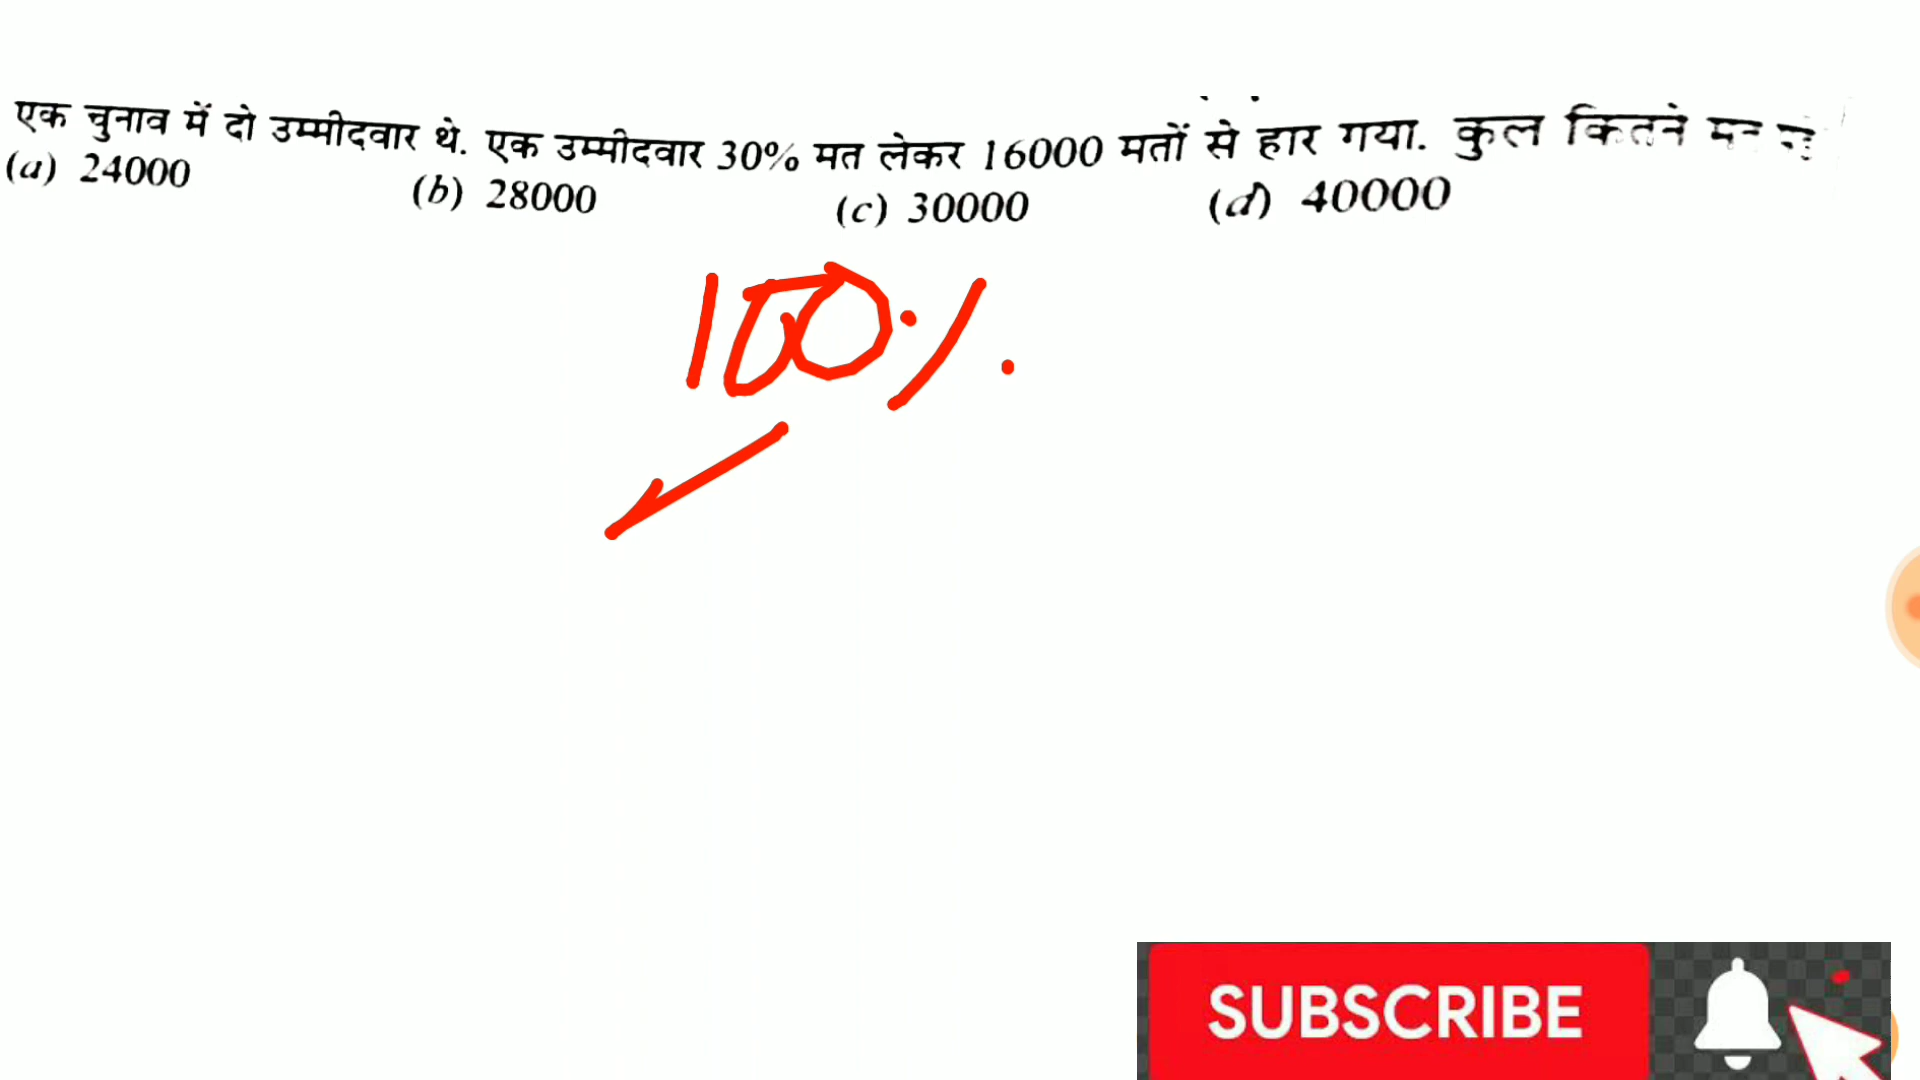 एक चुनाव में दो उम्मीदवार थे. एक उम्मीदवार 30% मत लेकर 16000 मतों से हार गया. कुल कितने
(a) 24000 (b) 28000 (c) 30000 (d) 40000
100%
SUBSCRIBE